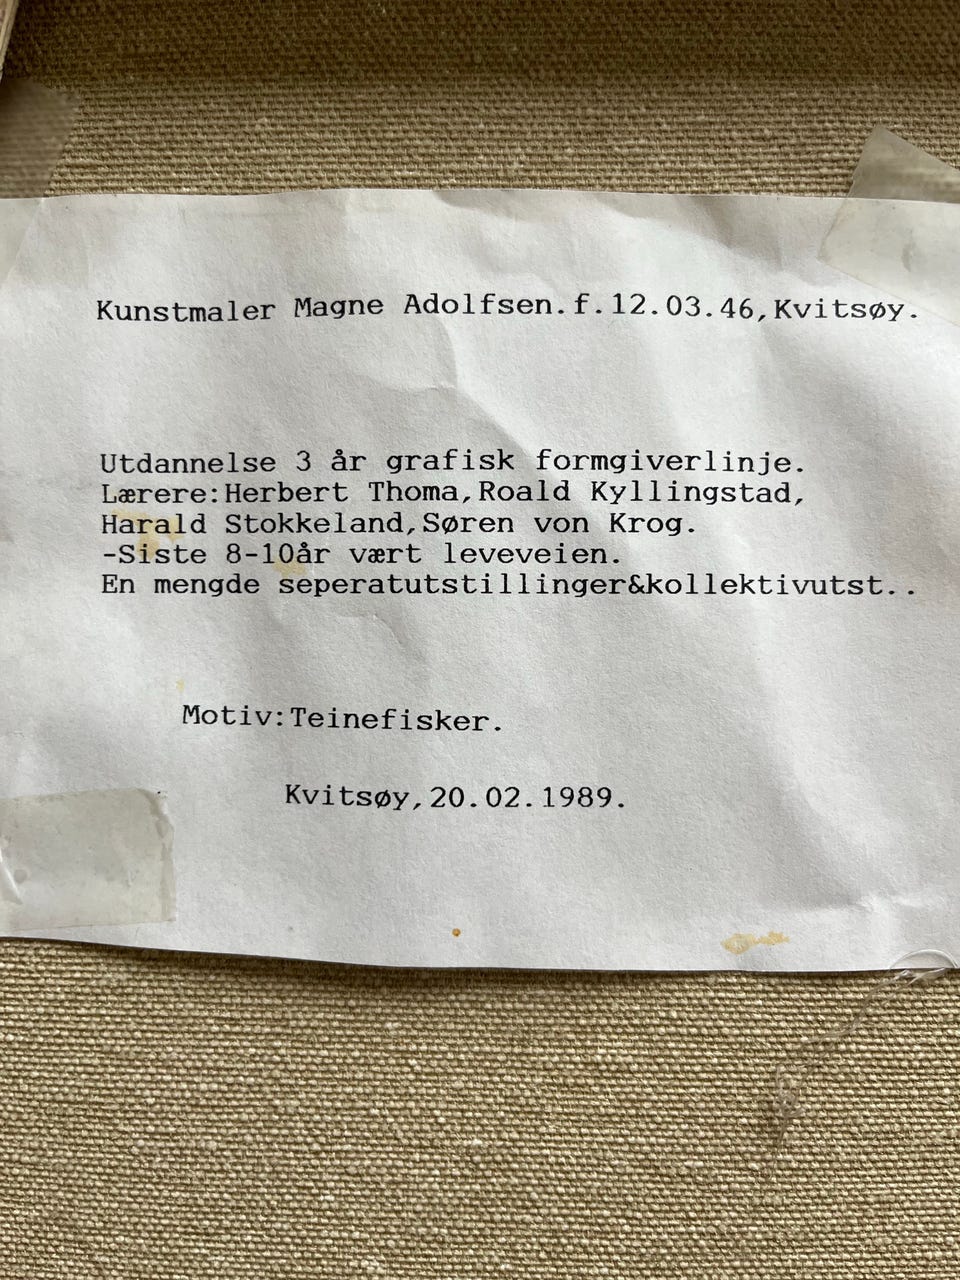 Kunstmaler Magne Adolfsen.f.12.03.46,Kvitsøy.
Utdannelse 3 år grafisk formgiverlinje.
Lærere:Herbert Thoma,Roald Kyllingstad,
Harald Stokkeland,Søren von Krog.
-Siste 8-10år vært leveveien.
En mengde seperatutstillinger&kollektivutst..
Motiv:Teinefisker.
Kvitsøy,20.02.1989.